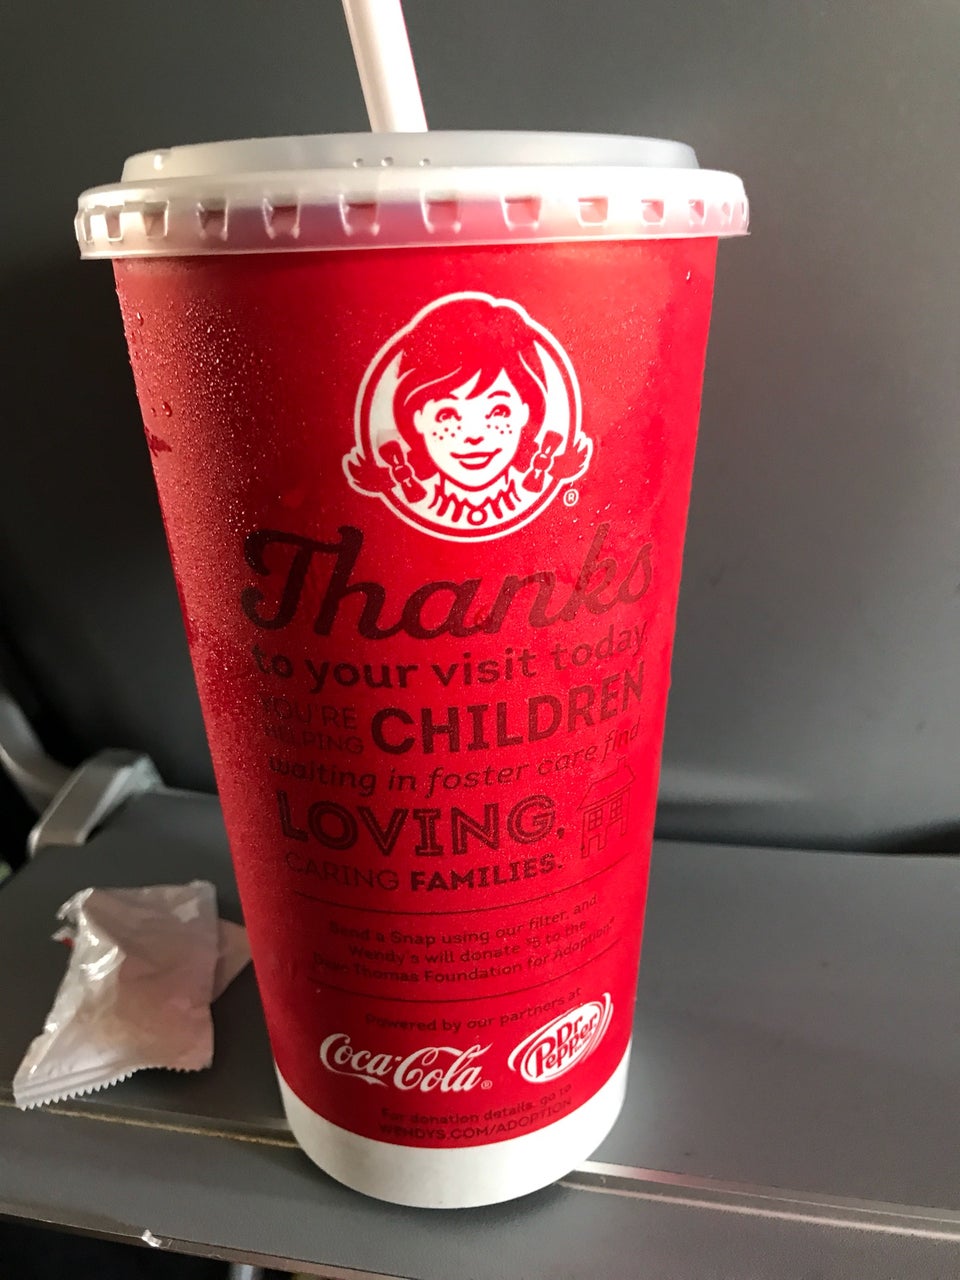 mom
®
Thanks
to your visit today,
YOU'RE
HELPING
CHILDREN
waiting in foster care find
LOVING,
CARING FAMILIES.
Send a Snap using our filter, and
Wendy's will donate $5 to the
Dave Thomas Foundation for Adoption*
Powered by our partners at
Coca-Cola®
Dr
Pepper
For donation details, go to
WENDYS.COM/ADOPTION